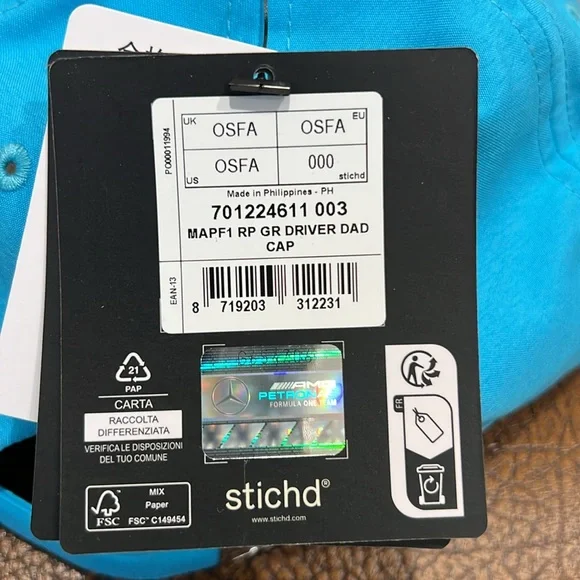 PO00011994
UK OSFA OSFA EU
US OSFA 000 stichd
Made in Philippines - PH
701224611 003
MAPF1 RP GR DRIVER DAD
CAP
EAN-13
8 719203 312231
21
PAP
CARTA
RACCOLTA
DIFFERENZIATA
VERIFICA LE DISPOSIZIONI
DEL TUO COMUNE
AMG
PETRONAS
FORMULA ONE TEAM
FR
MIX
Paper
FSC
FSC™ C149454
stichd®
www.stichd.com